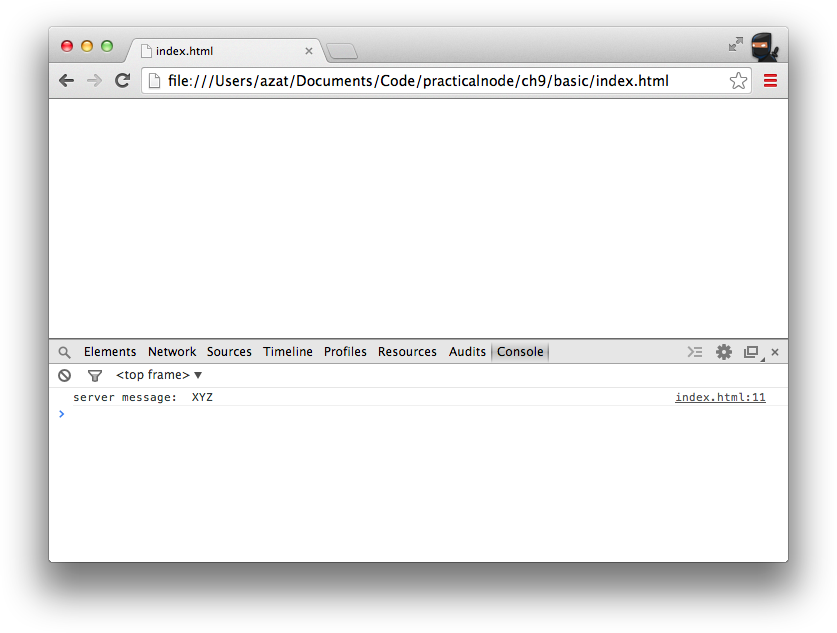 index.html
file:///Users/azat/Documents/Code/practicalnode/ch9/basic/index.html
Elements Network Sources Timeline Profiles Resources Audits Console
<top frame>
server message:  XYZ index.html:11